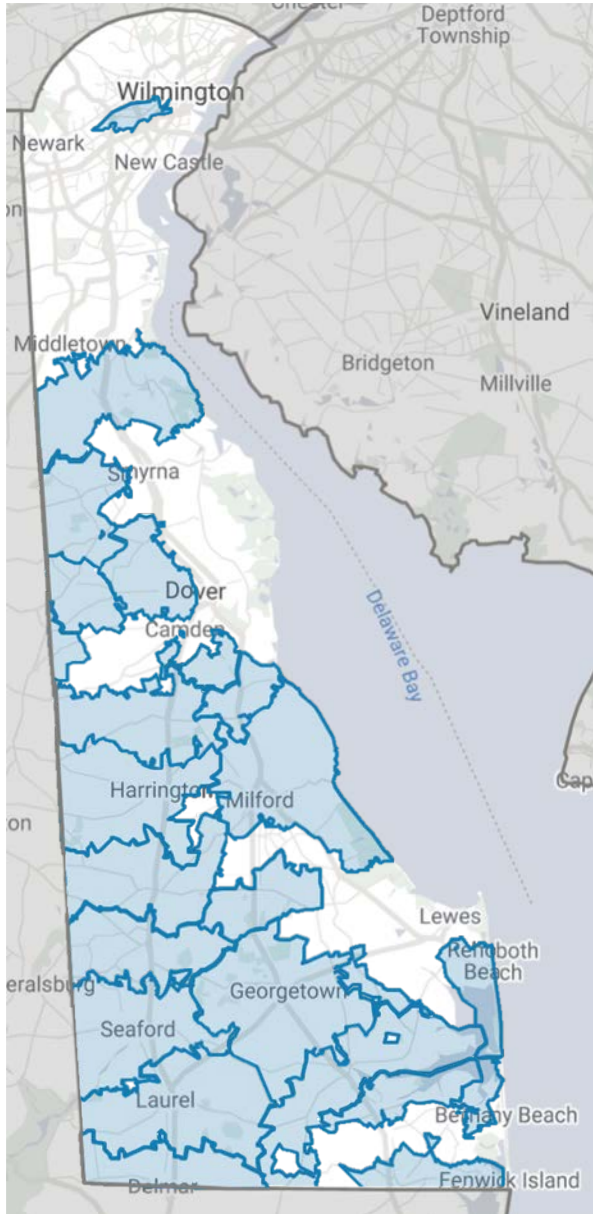 Deptford
Township
Wilmington
Newark
New Castle
Vineland
Middletown
Bridgeton
Millville
Smyrna
Dover
Camden
Delaware Bay
Harrington
Milford
Lewes
Rehoboth
Beach
Georgetown
eralsburg
Seaford
Laurel
Bethany Beach
Fenwick Island
Delmar